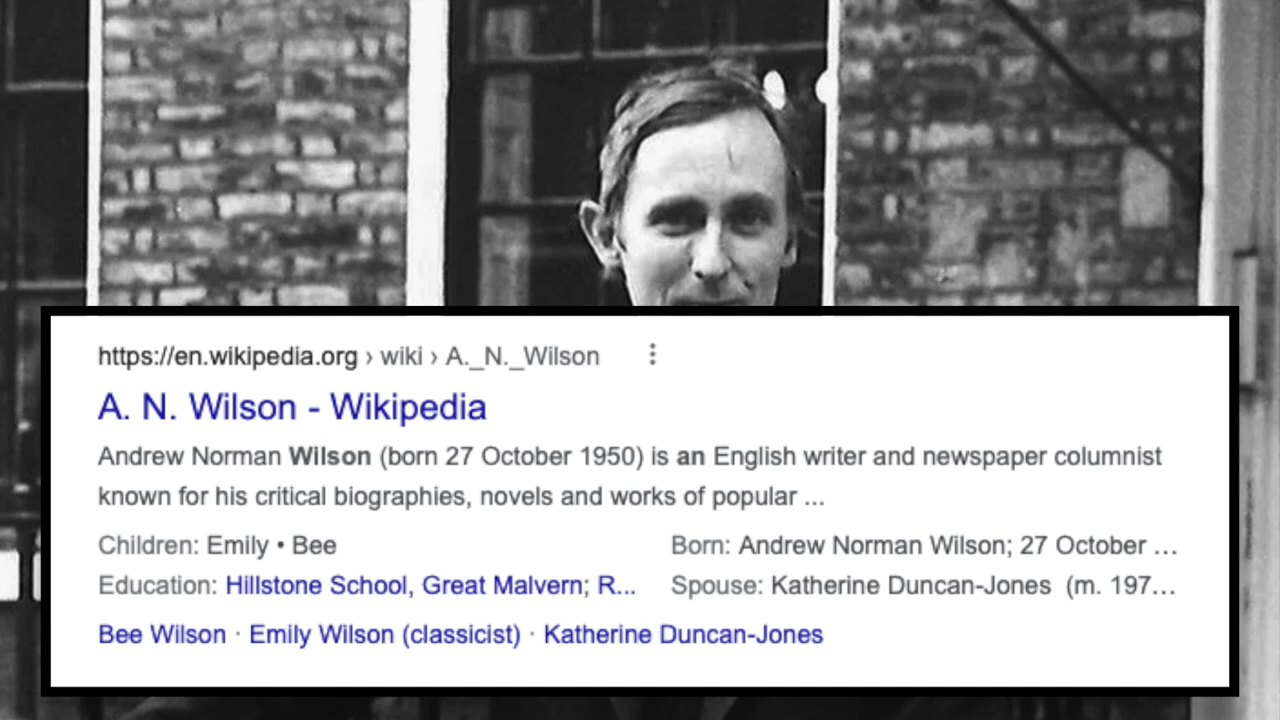 https://en.wikipedia.org › wiki › A._N._Wilson
A. N. Wilson - Wikipedia
Andrew Norman Wilson (born 27 October 1950) is an English writer and newspaper columnist
known for his critical biographies, novels and works of popular ...
Children: Emily • Bee
Born: Andrew Norman Wilson; 27 October ...
Education: Hillstone School, Great Malvern; R...
Spouse: Katherine Duncan-Jones (m. 197...
Bee Wilson · Emily Wilson (classicist) · Katherine Duncan-Jones